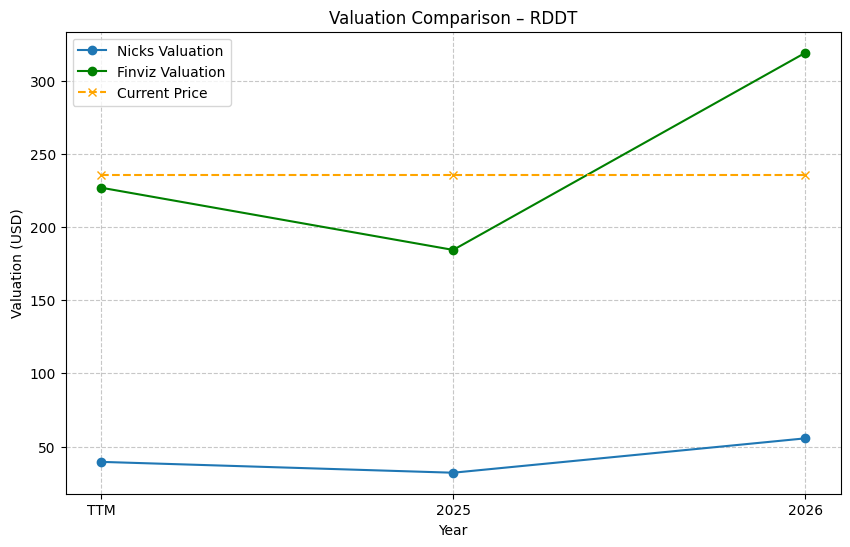 Valuation Comparison – RDDT
Nicks Valuation
Finviz Valuation
Current Price
Valuation (USD)
300
250
200
150
100
50
TTM
2025
2026
Year